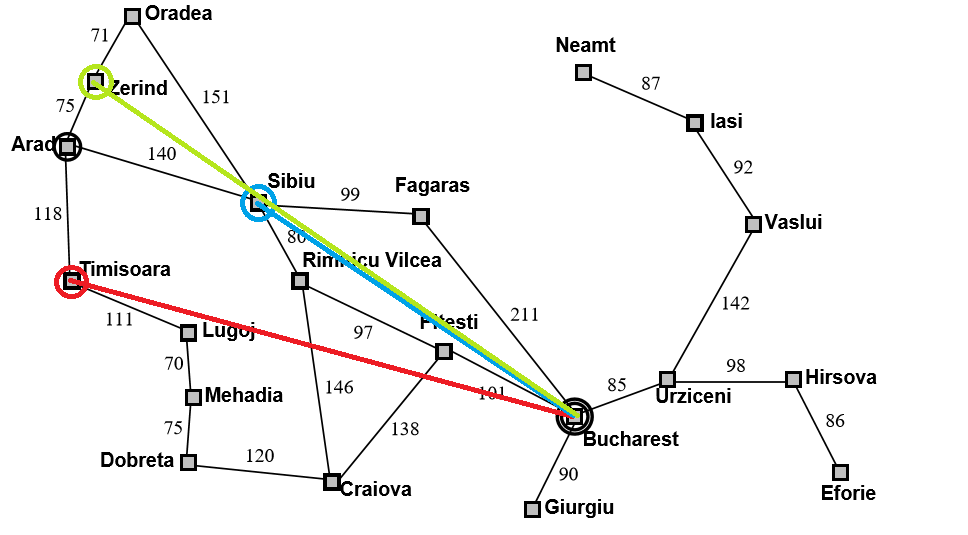 Oradea
71
Neamt
Zerind
87
75
151
Iasi
Arad
140
92
Sibiu
99
Fagaras
118
80
Vaslui
Rimnicu Vilcea
Timisoara
142
111
211
Lugoj
97
Pitesti
70
98
146
101
85
Hirsova
Mehadia
Urziceni
75
138
86
Bucharest
Dobreta
120
90
Craiova
Eforie
Giurgiu